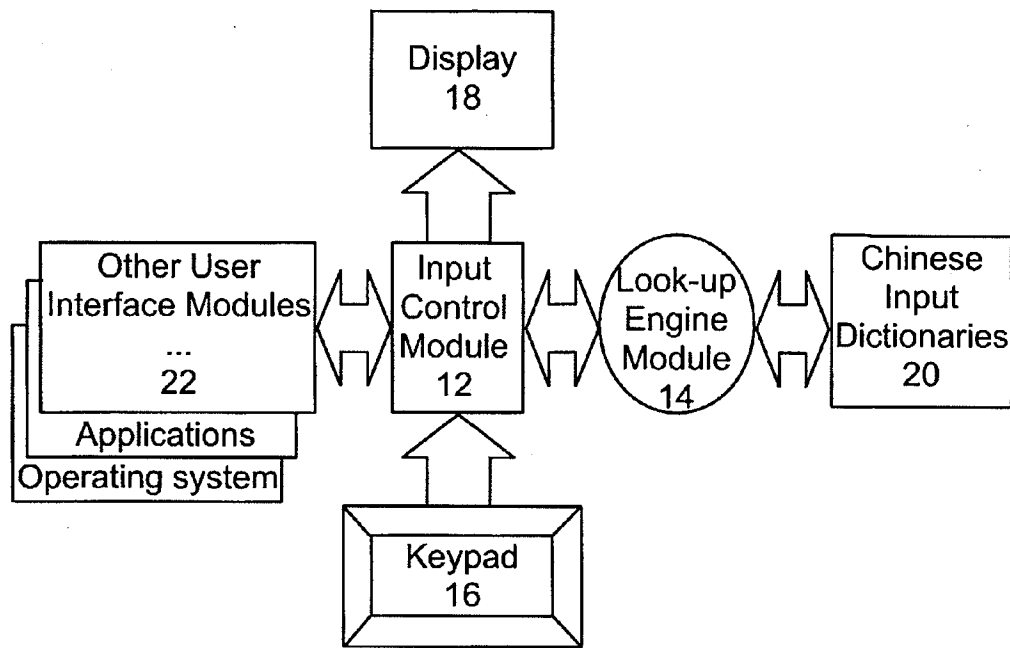 Display
18
Other User
Interface Modules
...
22
Applications
Operating system
Input
Control
Module
12
Look-up
Engine
Module
14
Chinese
Input
Dictionaries
20
Keypad
16